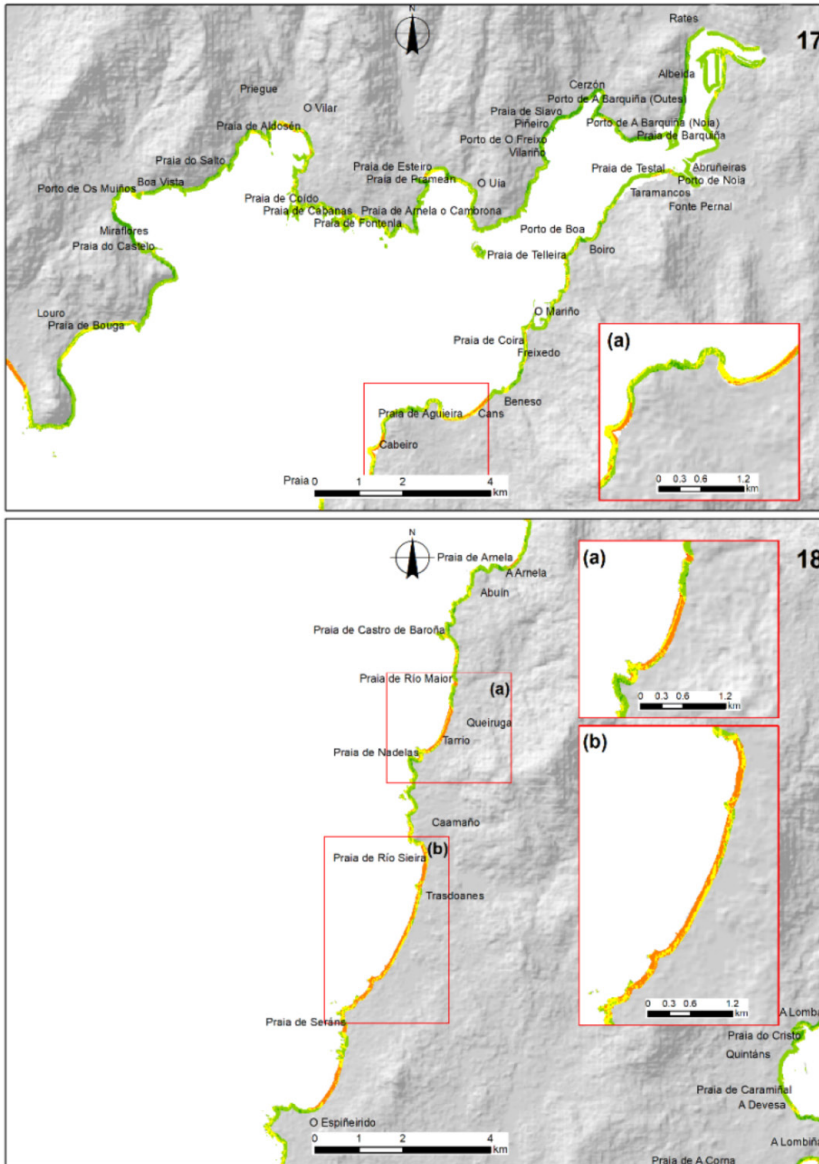 Rates
17
N
Albeida
Priegue
Cerzón
O Vilar
Porto de A Barquiña (Outes)
Praia de Siavo
Praia de Aldosén
Piñeiro
Porto de A Barquiña (Noia)
Praia de Barquiña
Porto de O Freixo
Vilariño
Praia do Salto
Praia de Esteiro
Praia de Testal
Abruñeiras
Praia de Pramean
O Uia
Porto de Noia
Porto de Os Muiños
Boa Vista
Taramancos
Praia de Coído
Fonte Pernal
Praia de Cabanas
Praia de Arnela o Cambrona
Praia de Fontenla
Miraflores
Porto de Boa
Praia do Castelo
Boiro
Praia de Telleira
Louro
O Mariño
Praia de Bouga
(a)
Praia de Coira
Freixedo
Beneso
Praia de Aguieira
Cans
Cabeiro
Praia
0 1 2 4
km
0 0.3 0.6 1.2
km
N
18
Praia de Arnela
(a)
A Arnela
Abuín
Praia de Castro de Baroña
Praia de Río Maior
(a)
0 0.3 0.6 1.2
km
Queiruga
Tarrio
Praia de Nadelas
(b)
Caamaño
Praia de Río Sieira
(b)
Trasdoanes
0 0.3 0.6 1.2
km
Praia de Seráns
A Lomba
Praia do Cristo
Quintáns
Praia de Caramiñal
A Devesa
O Espiñeirido
A Lombiña
0 1 2 4
km
Praia de A Corna